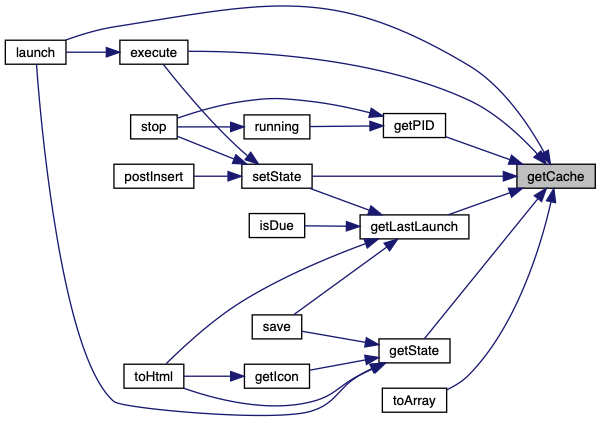 launch
execute
stop
running
getPID
postInsert
setState
getCache
isDue
getLastLaunch
save
getState
toHtml
getIcon
toArray